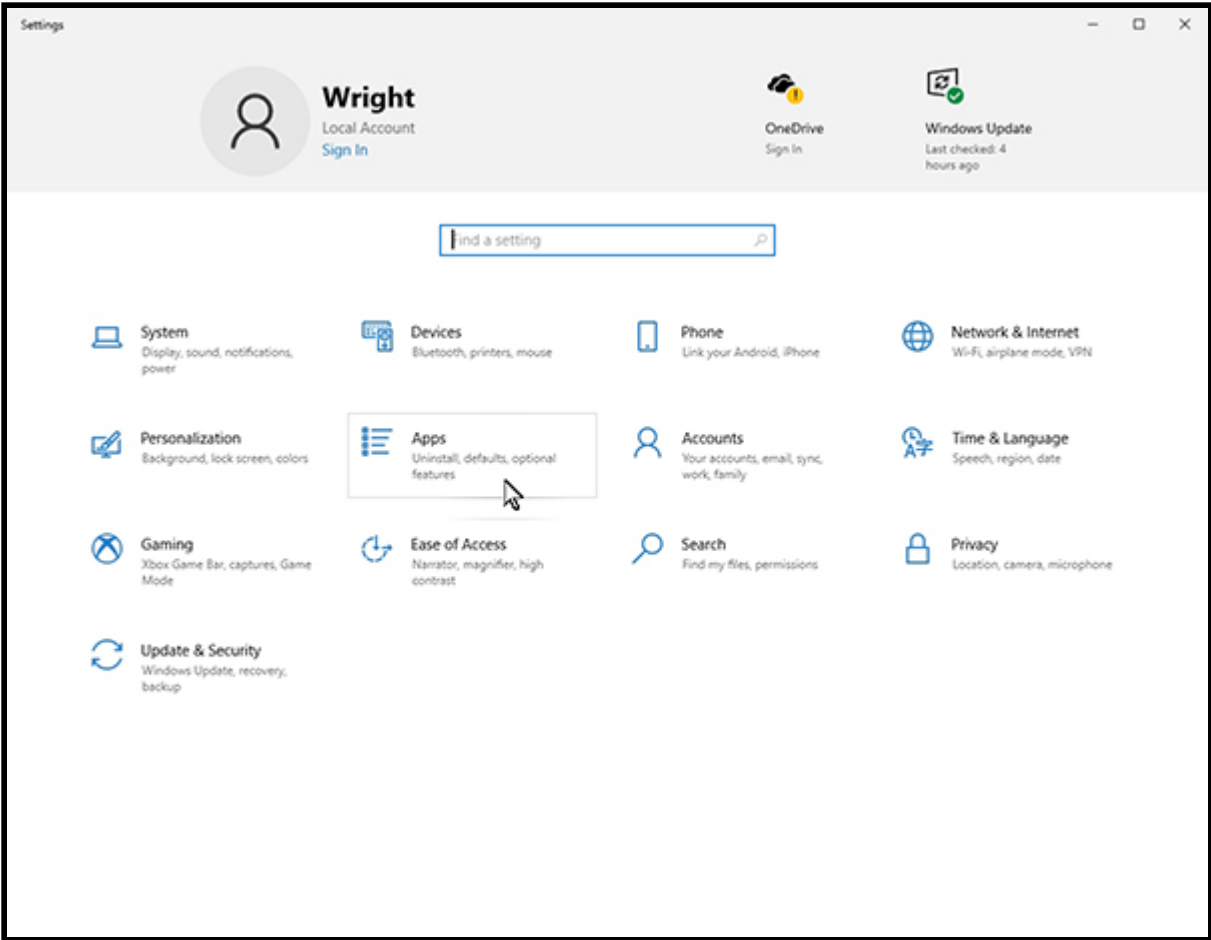 Settings
Wright
Local Account
Sign In
OneDrive
Sign In
Windows Update
Last checked: 4
hours ago
Find a setting
System
Display, sound, notifications,
power
Devices
Bluetooth, printers, mouse
Phone
Link your Android, iPhone
Network & Internet
Wi-Fi, airplane mode, VPN
Personalization
Background, lock screen, colors
Apps
Uninstall, defaults, optional
features
Accounts
Your accounts, email, sync,
work, family
Time & Language
Speech, region, date
Gaming
Xbox Game Bar, captures, Game
Mode
Ease of Access
Narrator, magnifier, high
contrast
Search
Find my files, permissions
Privacy
Location, camera, microphone
Update & Security
Windows Update, recovery,
backup